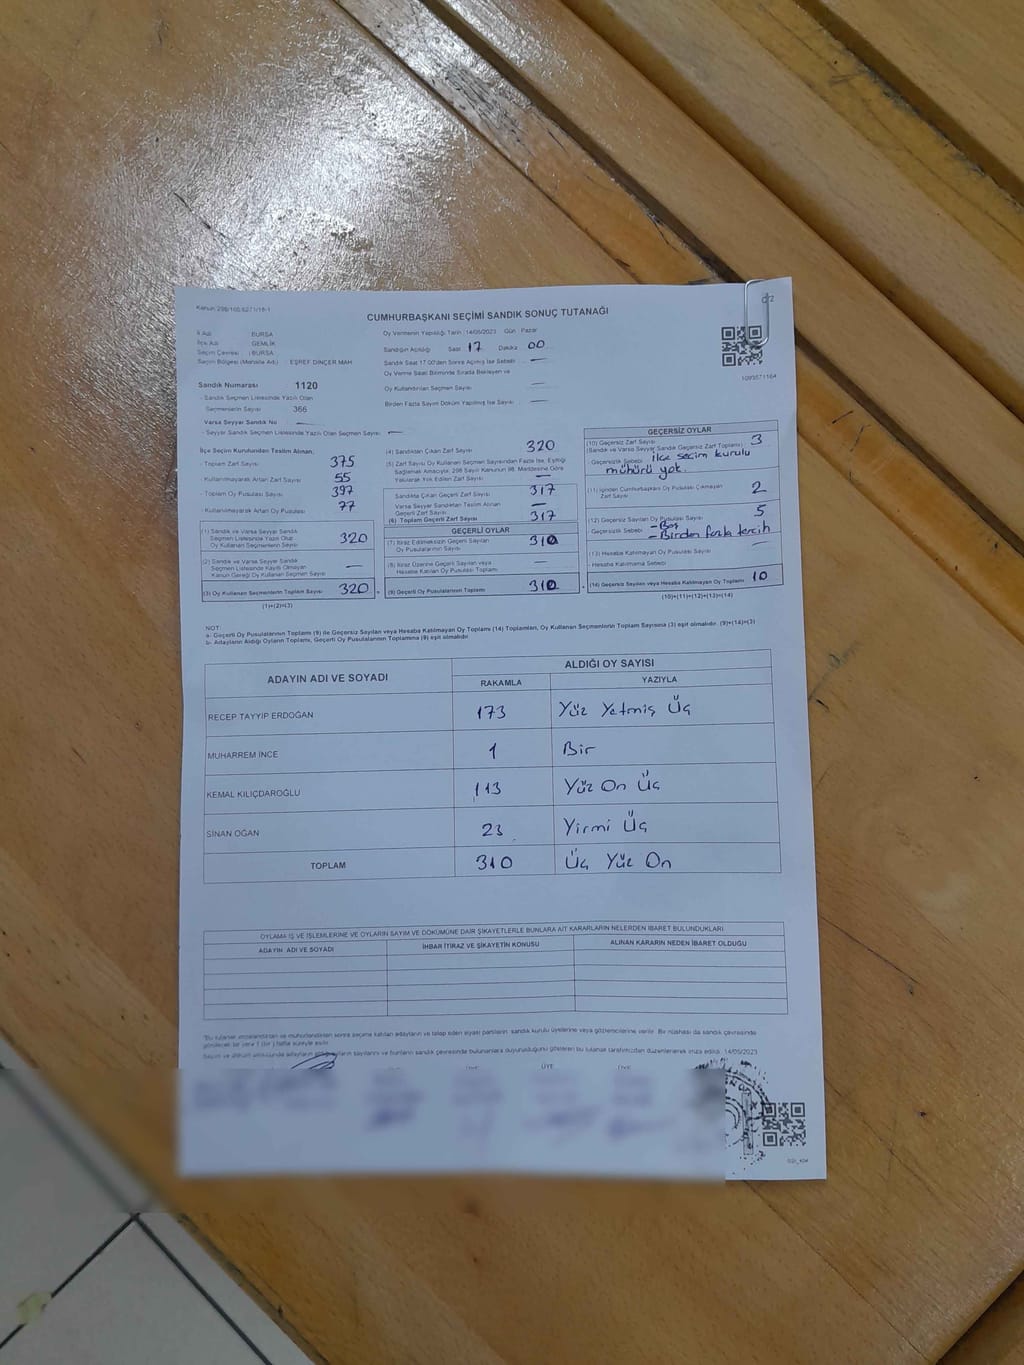 Kanun: 298/105,6271/16-1
2/2
CUMHURBAŞKANI SEÇİMİ SANDIK SONUÇ TUTANAĞI
İl Adı : BURSA
İlçe Adı : GEMLİK
Seçim Çevresi : BURSA
Seçim Bölgesi (Mahalle Adı) : EŞREF DİNÇER MAH
Oy Vermenin Yapıldığı Tarih : 14/05/2023 Gün : Pazar
Sandığın Açıldığı Saat : 17 Dakika : 00
Sandık Saat 17.00'den Sonra Açılmış İse Sebebi : —
Oy Verme Saati Bitiminde Sırada Bekleyen ve
Oy Kullandırılan Seçmen Sayısı : —
Birden Fazla Sayım Döküm Yapılmış İse Sayısı : —
1093571164
Sandık Numarası : 1120
- Sandık Seçmen Listesinde Yazılı Olan
Seçmenlerin Sayısı : 366
Varsa Seyyar Sandık No : —
- Seyyar Sandık Seçmen Listesinde Yazılı Olan Seçmen Sayısı : —
İlçe Seçim Kurulundan Teslim Alınan;
- Toplam Zarf Sayısı : 375
- Kullanılmayarak Artan Zarf Sayısı : 55
- Toplam Oy Pusulası Sayısı : 397
- Kullanılmayarak Artan Oy Pusulası : 77
(1) Sandık ve Varsa Seyyar Sandık
Seçmen Listesinde Yazılı Olup
Oy Kullanan Seçmenlerin Sayısı : 320
(2) Sandık ve Varsa Seyyar Sandık
Seçmen Listesinde Kayıtlı Olmayan
Kanun Gereği Oy Kullanan Seçmen Sayısı : —
(3) Oy Kullanan Seçmenlerin Toplam Sayısı : 320
(1)+(2)=(3)
(4) Sandıktan Çıkan Zarf Sayısı : 320
(5) Zarf Sayısı Oy Kullanan Seçmen Sayısından Fazla İse, Eşitliği
Sağlamak Amacıyla; 298 Sayılı Kanunun 98. Maddesine Göre
Yakılarak Yok Edilen Zarf Sayısı : —
Sandıkta Çıkan Geçerli Zarf Sayısı : 317
Varsa Seyyar Sandıktan Teslim Alınan
Geçerli Zarf Sayısı : —
(6) Toplam Geçerli Zarf Sayısı : 317
GEÇERLİ OYLAR
(7) İtiraz Edilmeksizin Geçerli Sayılan
Oy Pusulalarının Sayısı : 310
(8) İtiraz Üzerine Geçerli Sayılan veya
Hesaba Katılan Oy Pusulası Toplamı : —
(9) Geçerli Oy Pusulalarının Toplamı : 310
GEÇERSİZ OYLAR
(10) Geçersiz Zarf Sayısı : 3
(Sandık ve Varsa Seyyar Sandık Geçersiz Zarf Toplamı)
- Geçersizlik Sebebi : İlçe seçim kurulu
mühürü yok.
(11) İçinden Cumhurbaşkanı Oy Pusulası Çıkmayan
Zarf Sayısı : 2
(12) Geçersiz Sayılan Oy Pusulası Sayısı : 5
- Geçersizlik Sebebi : - Boş
- Birden fazla tercih
(13) Hesaba Katılmayan Oy Pusulası Sayısı : —
- Hesaba Katılmama Sebebi :
(14) Geçersiz Sayılan veya Hesaba Katılmayan Oy Toplamı : 10
(10)+(11)+(12)+(13)=(14)
NOT:
a- Geçerli Oy Pusulalarının Toplamı (9) ile Geçersiz Sayılan veya Hesaba Katılmayan Oy Toplamı (14) Toplamları, Oy Kullanan Seçmenlerin Toplam Sayısına (3) eşit olmalıdır. (9)+(14)=(3)
b- Adayların Aldığı Oyların Toplamı, Geçerli Oy Pusulalarının Toplamına (9) eşit olmalıdır.
ADAYIN ADI VE SOYADI ALDIĞI OY SAYISI
RAKAMLA YAZIYLA
RECEP TAYYİP ERDOĞAN 173 Yüz Yetmiş Üç
MUHARREM İNCE 1 Bir
KEMAL KILIÇDAROĞLU 113 Yüz On Üç
SİNAN OĞAN 23 Yirmi Üç
TOPLAM 310 Üç Yüz On
OYLAMA İŞ VE İŞLEMLERİNE VE OYLARIN SAYIM VE DÖKÜMÜNE DAİR ŞİKAYETLERLE BUNLARA AİT KARARLARIN NELERDEN İBARET BULUNDUKLARI
ADAYIN ADI VE SOYADI İHBAR İTİRAZ VE ŞİKAYETİN KONUSU ALINAN KARARIN NEDEN İBARET OLDUĞU
"Bu tutanak imzalandıktan ve mühürlendikten sonra seçime katılan adayların ve talep eden siyasi partilerin, sandık kurulu üyelerine veya gözlemcilerine verilir. Bir nüshası da sandık çevresinde
görülecek bir yere 1 (bir ) hafta süreyle asılır.
Sayım ve döküm sonucunda adayların aldığı oyların sayılarını ve bunların sandık çevresinde bulunanlara duyurulduğunu gösteren bu tutanak tarafımızdan düzenlenerek imza edildi. 14/05/2023
ÜYE ÜYE ÜYE